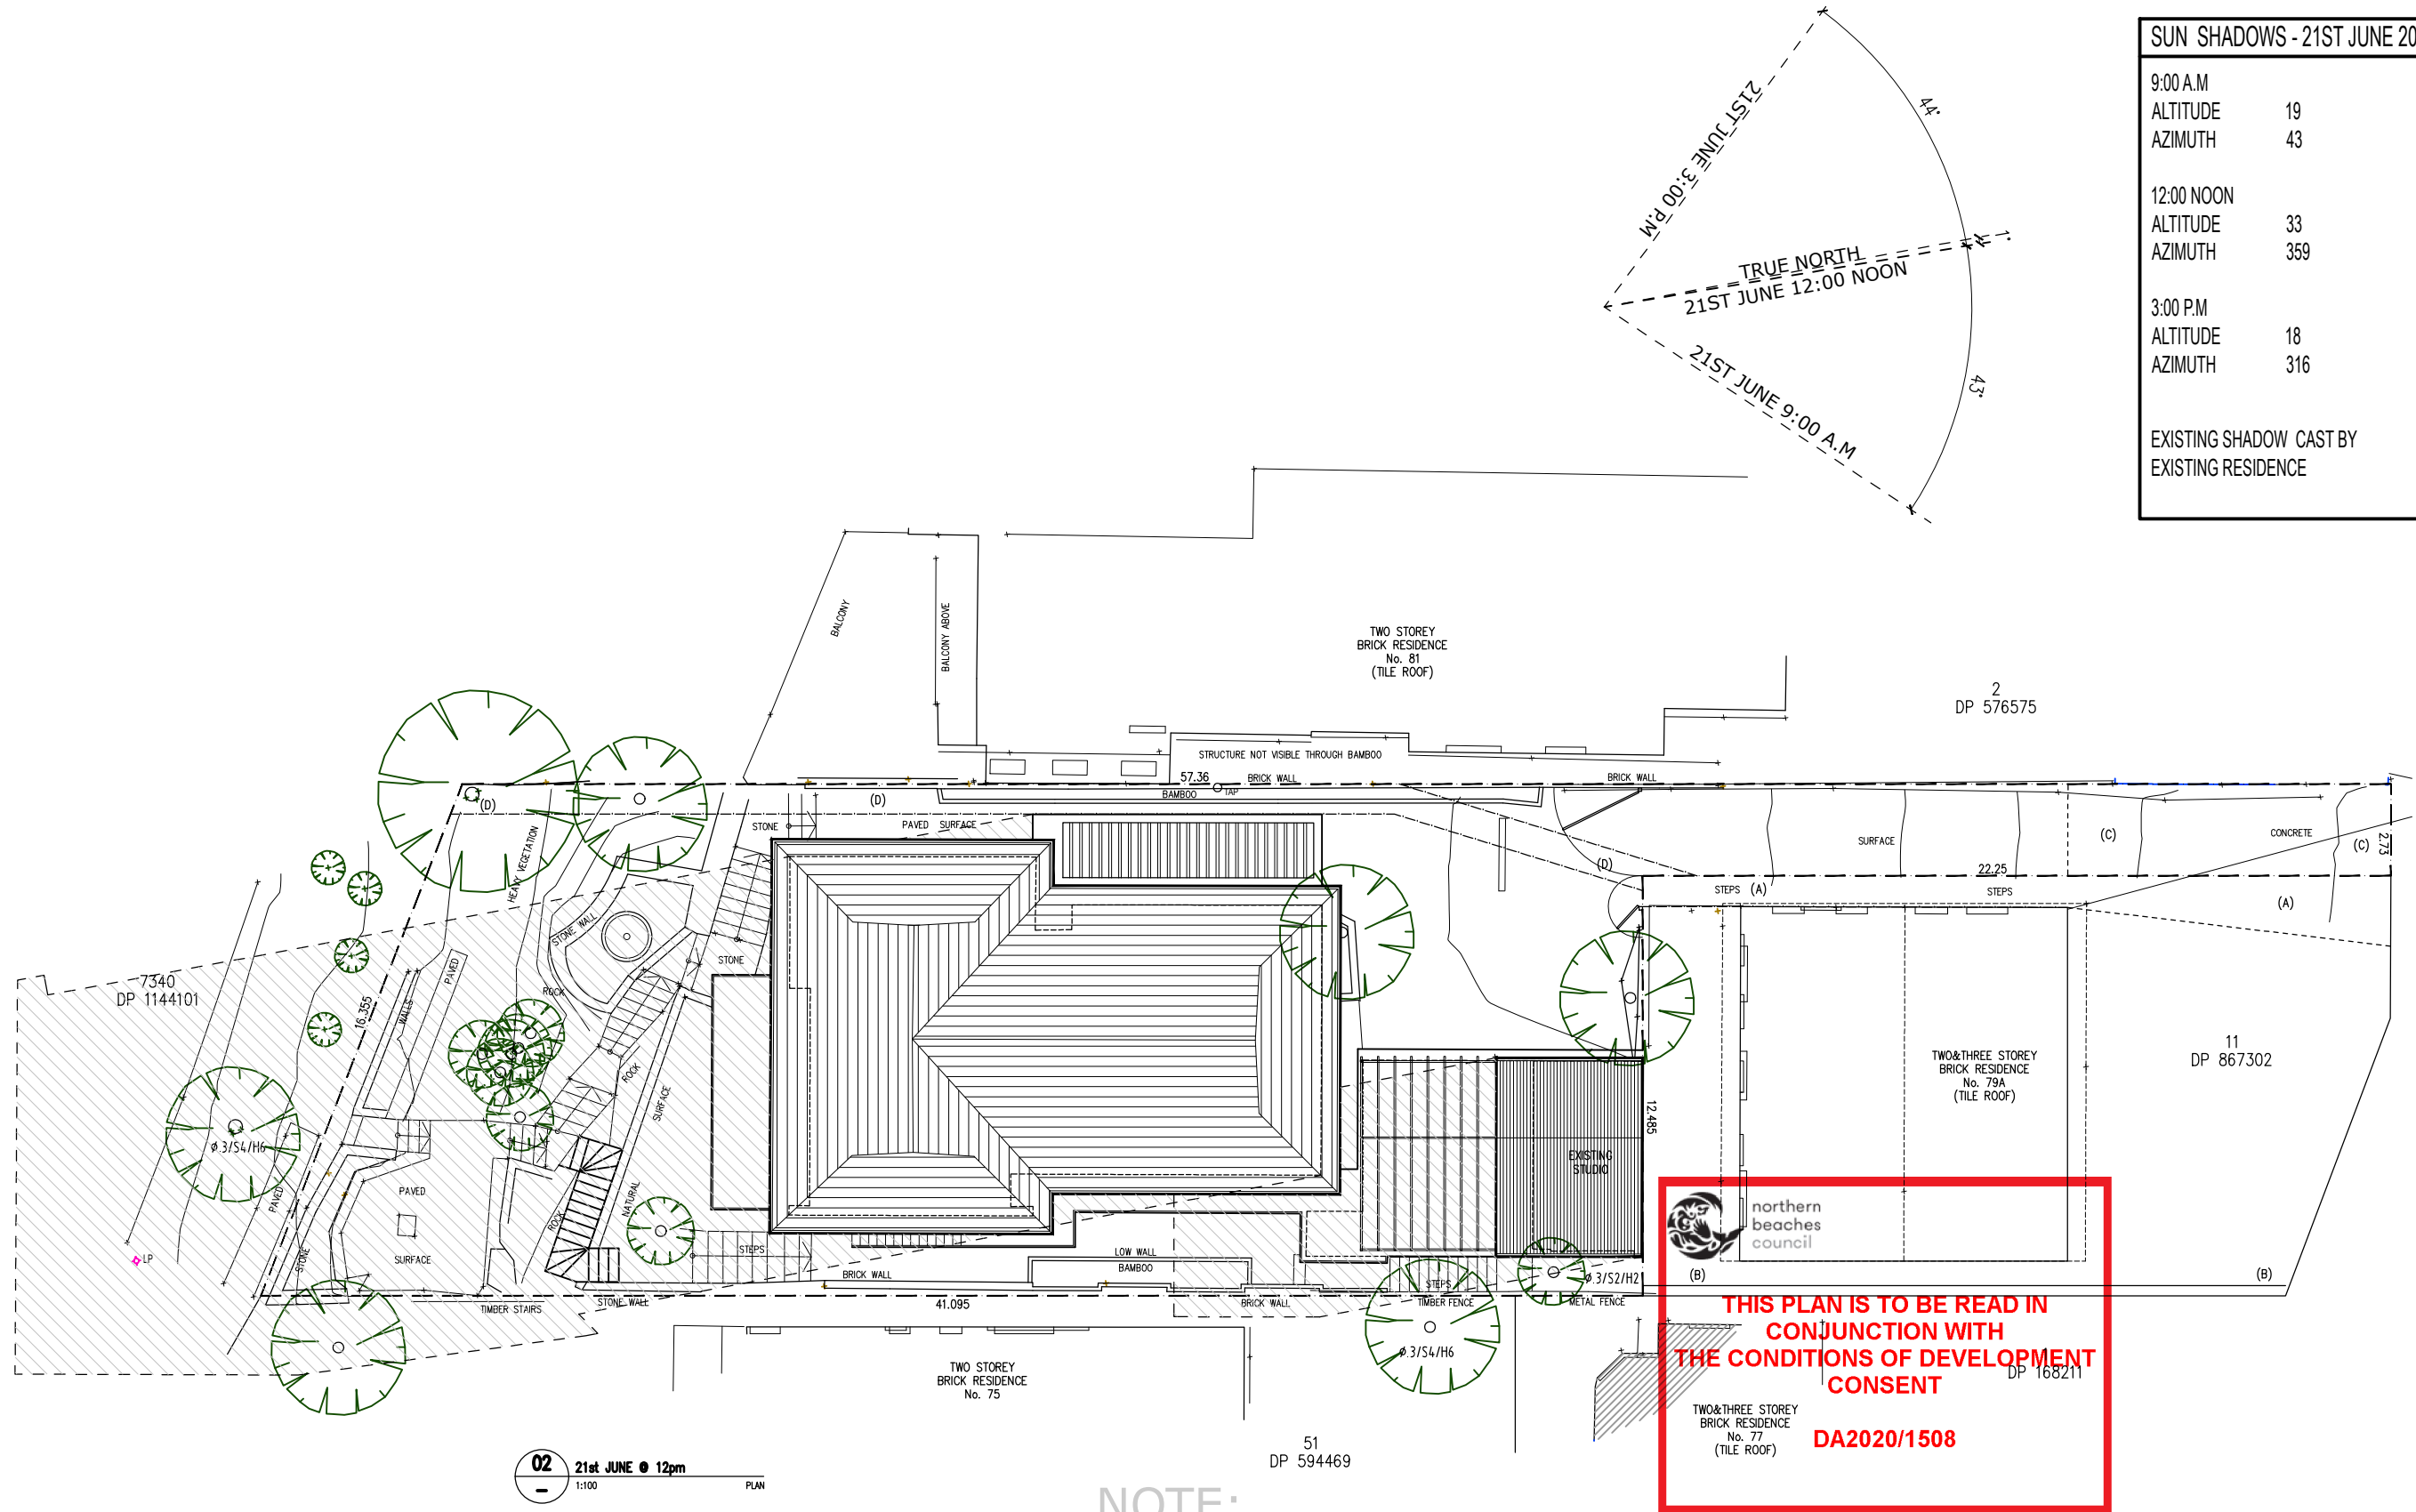 SUN SHADOWS - 21ST JUNE 20
9:00 A.M
ALTITUDE 19
AZIMUTH 43
12:00 NOON
ALTITUDE 33
AZIMUTH 359
3:00 P.M
ALTITUDE 18
AZIMUTH 316
EXISTING SHADOW CAST BY
EXISTING RESIDENCE
44°
21ST JUNE 3:00 P.M
TRUE NORTH
21ST JUNE 12:00 NOON
43°
21ST JUNE 9:00 A.M
BALCONY
BALCONY ABOVE
TWO STOREY
BRICK RESIDENCE
No. 81
(TILE ROOF)
2
DP 576575
STRUCTURE NOT VISIBLE THROUGH BAMBOO
57.36
BRICK WALL
BRICK WALL
BAMBOO
TAP
(D)
(D)
STONE
PAVED SURFACE
HEAVY VEGETATION
SURFACE
(C)
CONCRETE
(C)
2.73
(D)
22.25
STEPS (A)
STEPS
(A)
STONE WALL
STONE
PAVED
ROCK
7340
DP 1144101
16.355
WALLS
ROCK
SURFACE
11
DP 867302
TWO&THREE STOREY
BRICK RESIDENCE
No. 79A
(TILE ROOF)
12.485
EXISTING
STUDIO
Ø.3/S4/H6
PAVED
PAVED
NATURAL
ROCK
STEPS
LOW WALL
BAMBOO
BRICK WALL
SURFACE
STONE
LP
STEPS
Ø.3/S2/H2
(B)
(B)
TIMBER STAIRS
STONE WALL
41.095
BRICK WALL
TIMBER FENCE
METAL FENCE
northern
beaches
council
THIS PLAN IS TO BE READ IN
CONJUNCTION WITH
THE CONDITIONS OF DEVELOPMENT
CONSENT
DA2020/1508
DP 168211
Ø.3/S4/H6
TWO STOREY
BRICK RESIDENCE
No. 75
TWO&THREE STOREY
BRICK RESIDENCE
No. 77
(TILE ROOF)
51
DP 594469
02
21st JUNE @ 12pm
1:100 PLAN
NOTE: